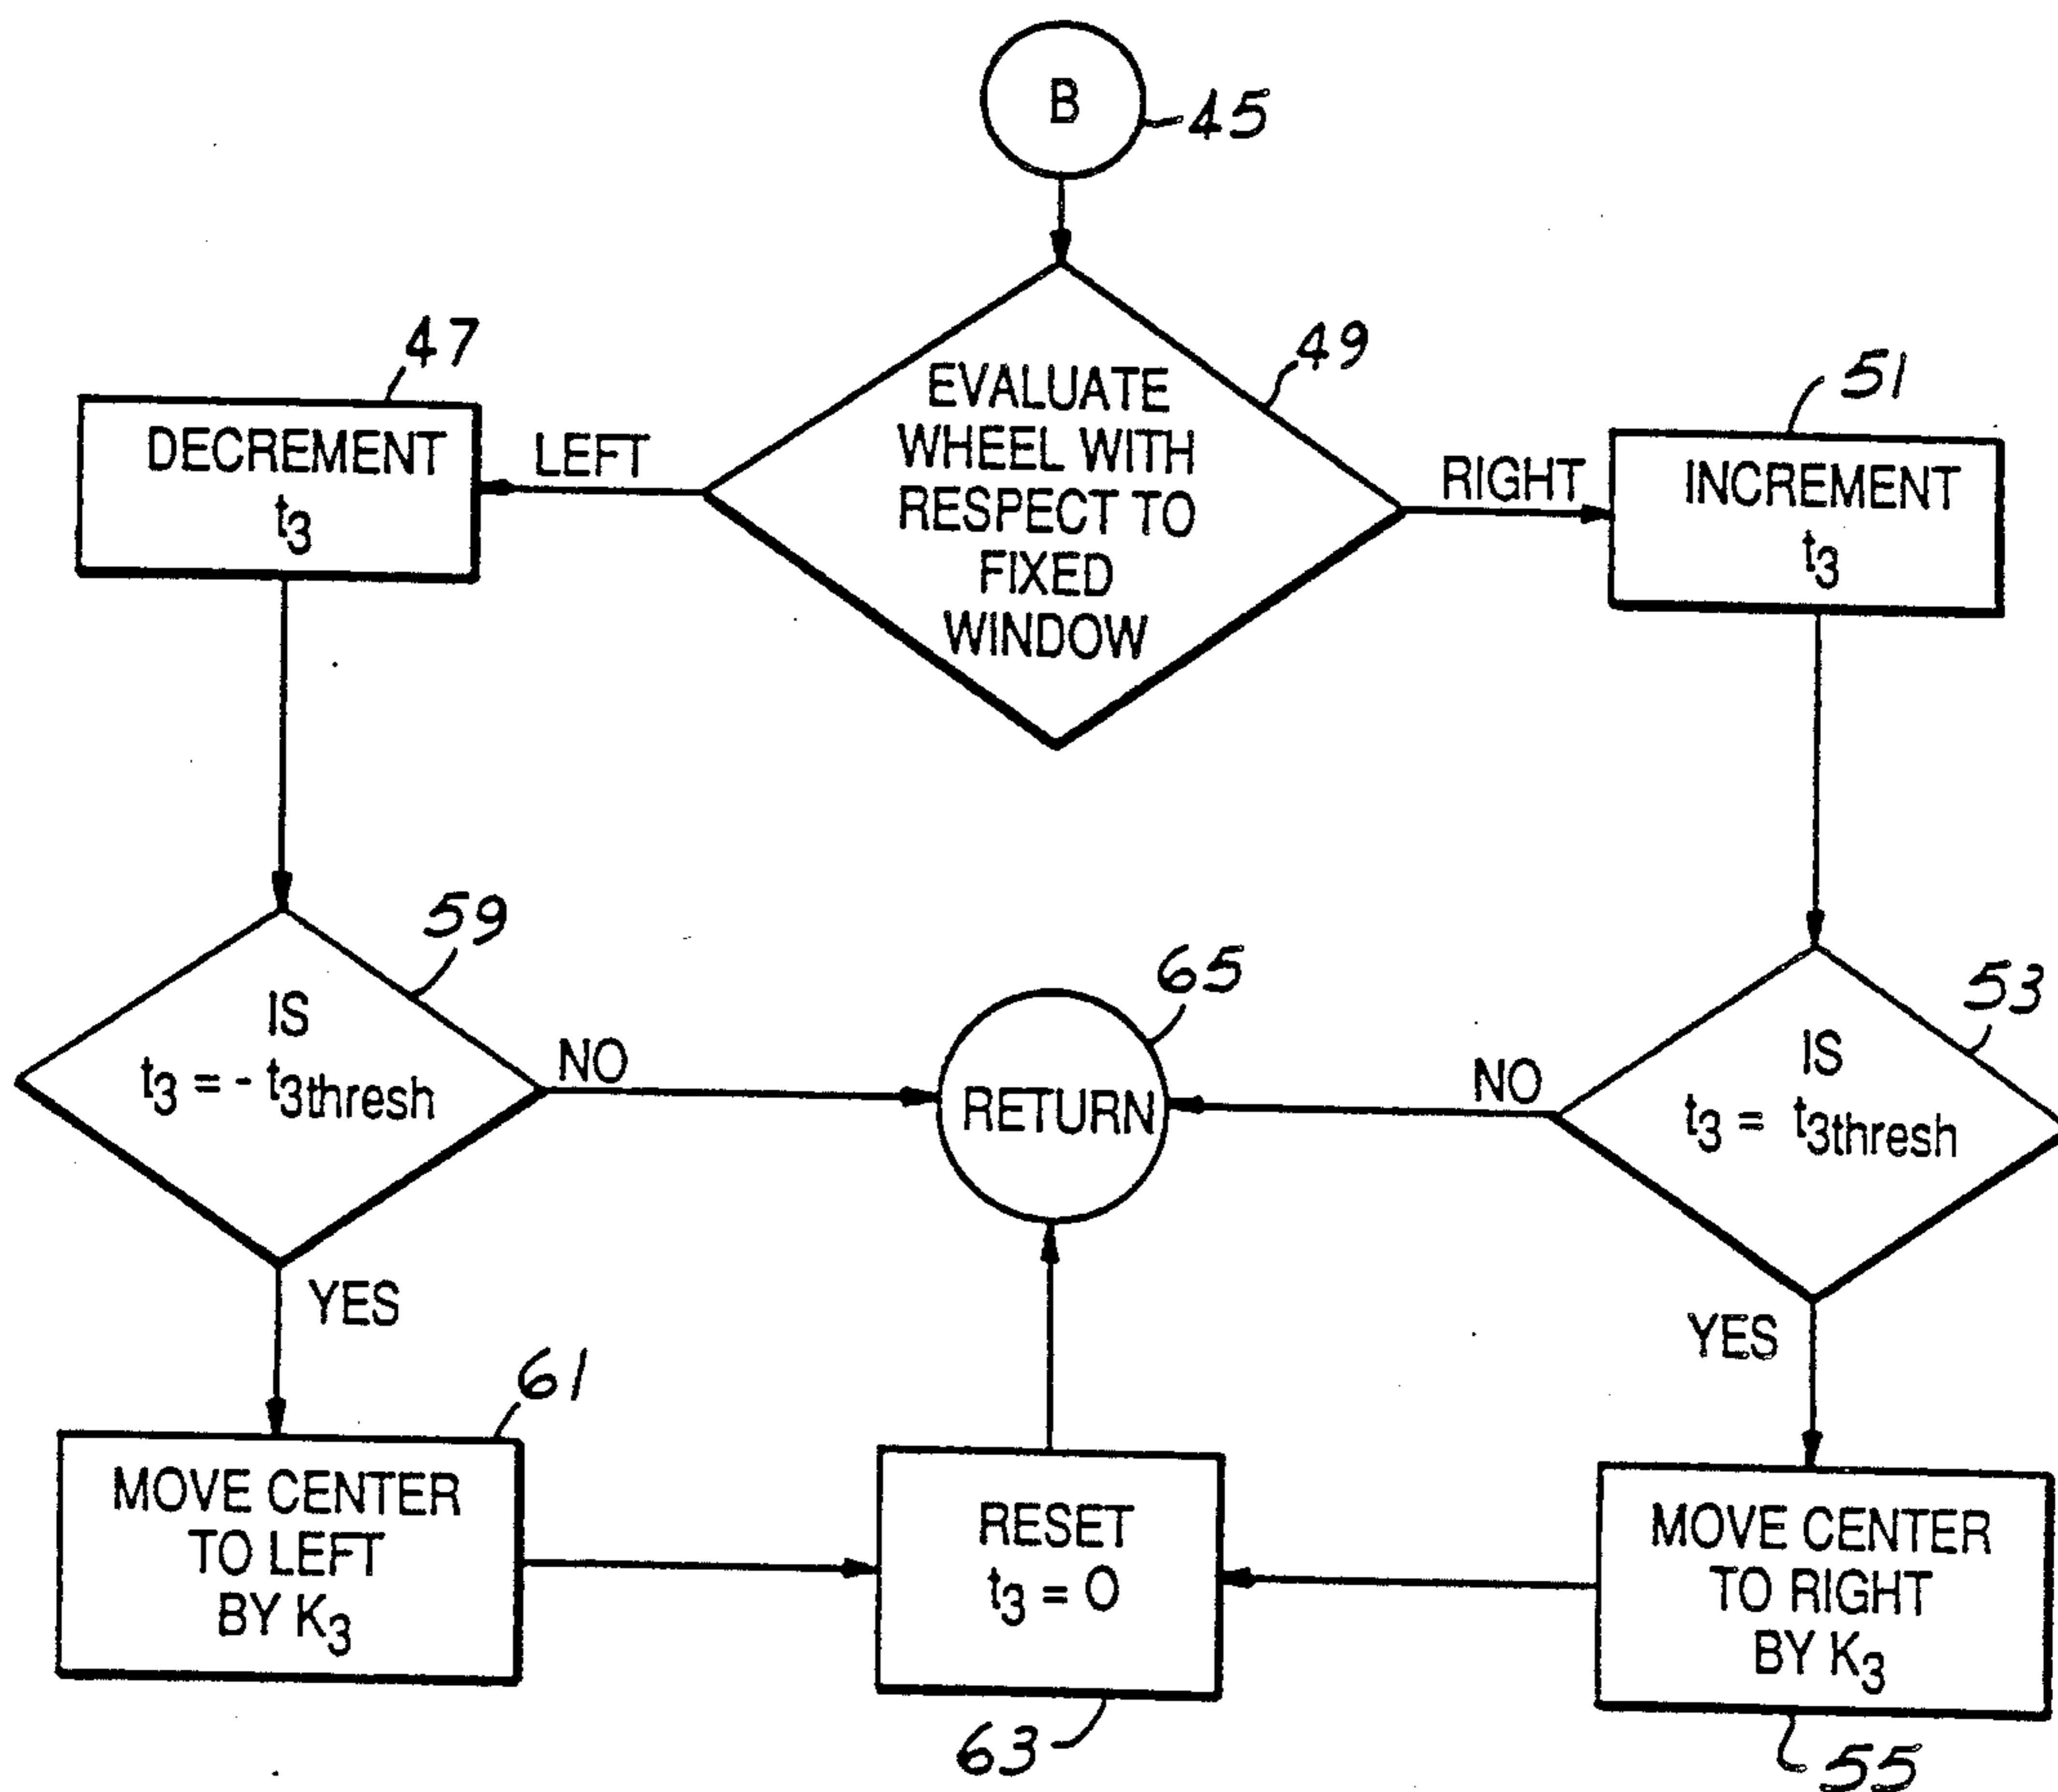 B
45
47
49
51
EVALUATE
WHEEL WITH
RESPECT TO
FIXED
WINDOW
DECREMENT
t3
LEFT
RIGHT
INCREMENT
t3
59
65
53
IS
t3 = - t3thresh
NO
RETURN
NO
IS
t3 = t3thresh
YES
YES
61
MOVE CENTER
TO LEFT
BY K3
RESET
t3 = 0
MOVE CENTER
TO RIGHT
BY K3
63
55